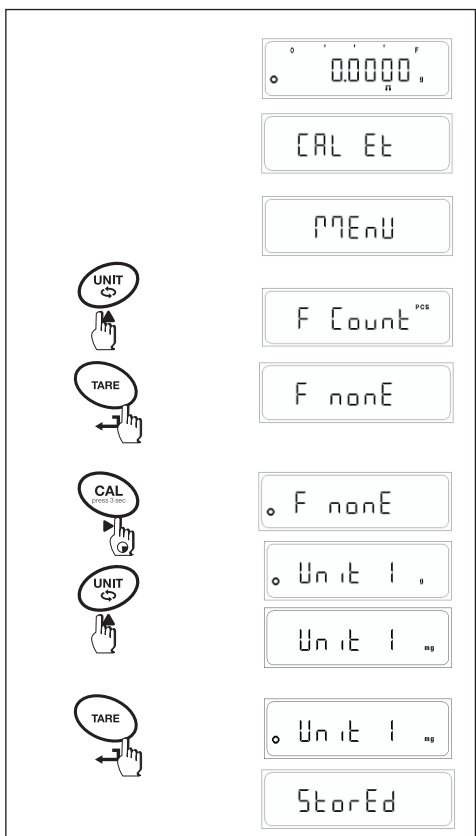 0 F
0.0000 g
n
CAL Et
MEnU
UNIT
F Count PCS
TARE
F nonE
CAL
press 3 sec
F nonE
Unit 1 g
UNIT
Unit 1 mg
TARE
Unit 1 mg
StorEd